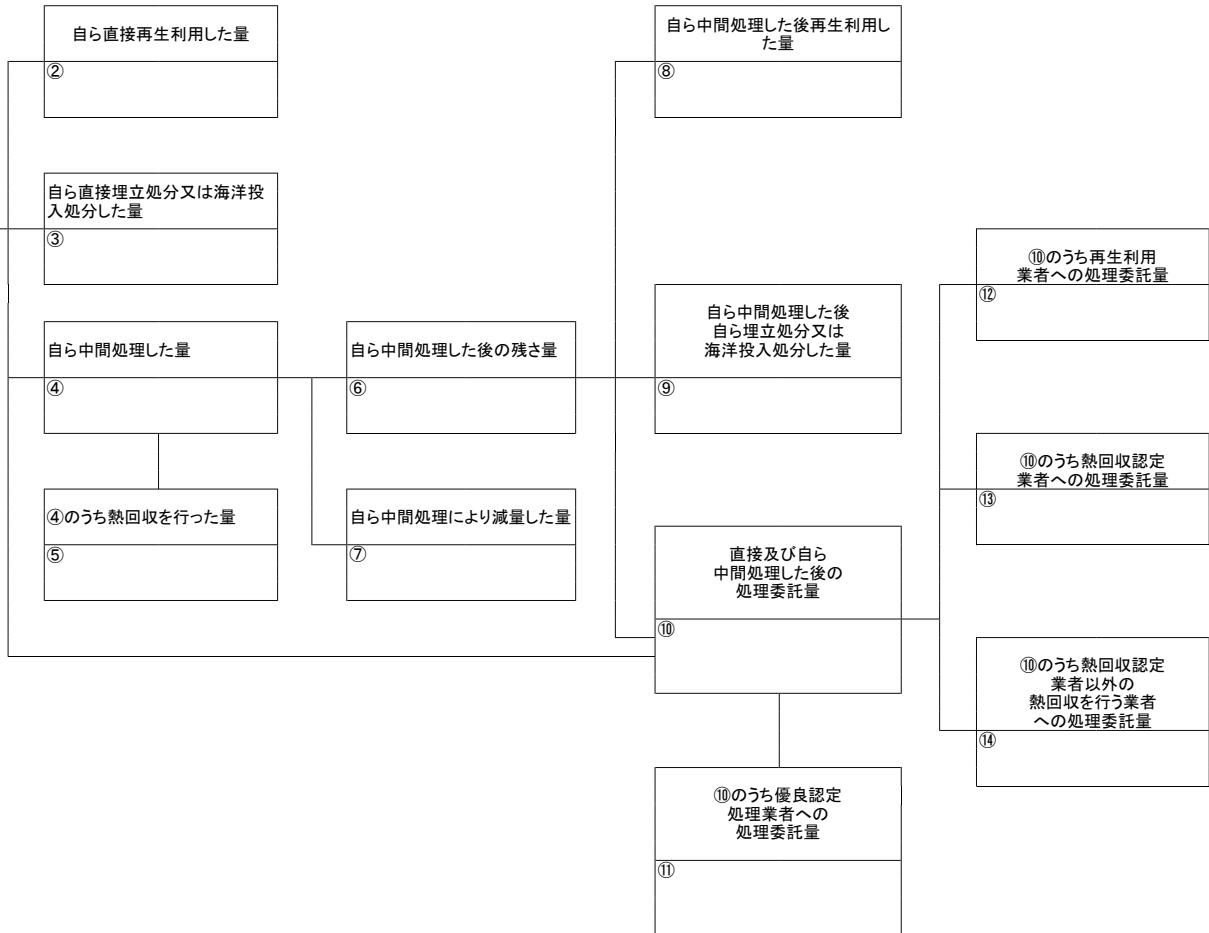 自ら直接再生利用した量
②
自ら直接埋立処分又は海洋投
入処分した量
③
自ら中間処理した量
④
④のうち熱回収を行った量
⑤
自ら中間処理した後の残さ量
⑥
自ら中間処理により減量した量
⑦
自ら中間処理した後再生利用し
た量
⑧
自ら中間処理した後
自ら埋立処分又は
海洋投入処分した量
⑨
直接及び自ら
中間処理した後の
処理委託量
⑩
⑩のうち優良認定
処理業者への
処理委託量
⑪
⑩のうち再生利用
業者への処理委託量
⑫
⑩のうち熱回収認定
業者への処理委託量
⑬
⑩のうち熱回収認定
業者以外の
熱回収を行う業者
への処理委託量
⑭